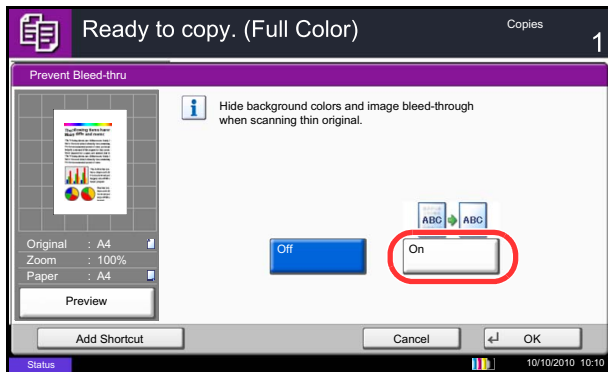 Ready to copy. (Full Color)
Copies
1
Prevent Bleed-thru
Hide background colors and image bleed-through
when scanning thin original.
ABC ABC
Off
On
Original : A4
Zoom : 100%
Paper : A4
Preview
Add Shortcut
Cancel
OK
Status
10/10/2010 10:10